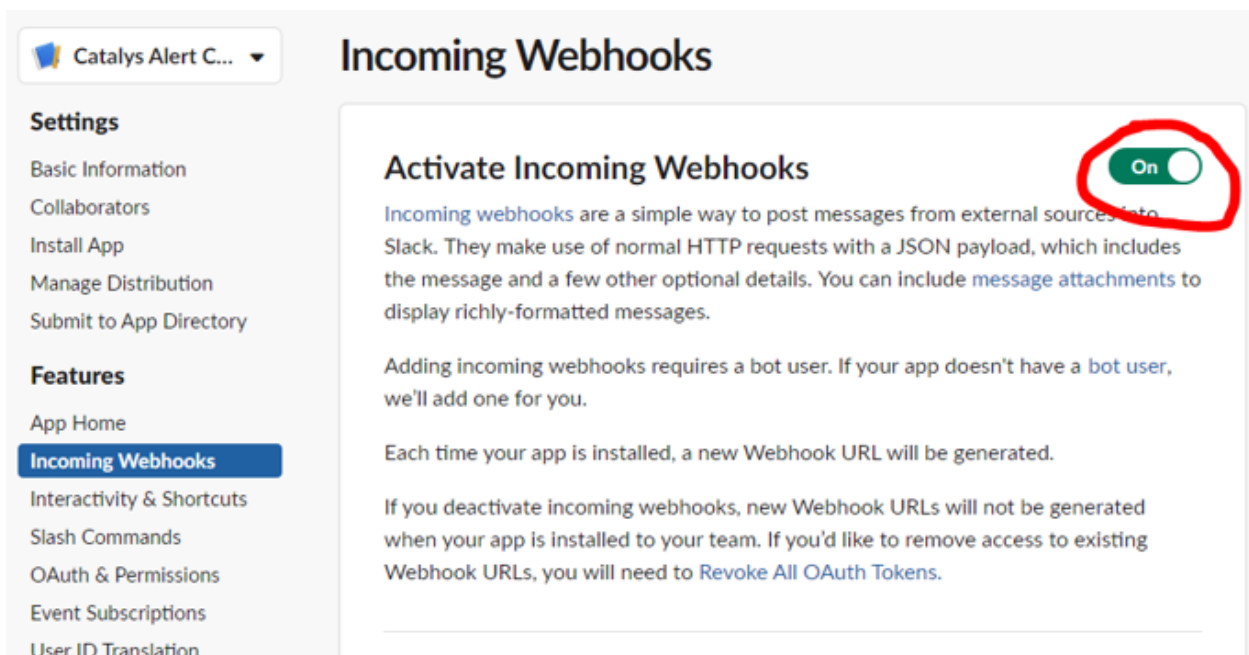 Catalys Alert C...
Settings
Basic Information
Collaborators
Install App
Manage Distribution
Submit to App Directory
Features
App Home
Incoming Webhooks
Interactivity & Shortcuts
Slash Commands
OAuth & Permissions
Event Subscriptions
User ID Translation
Incoming Webhooks
Activate Incoming Webhooks
On
Incoming webhooks are a simple way to post messages from external sources into
Slack. They make use of normal HTTP requests with a JSON payload, which includes
the message and a few other optional details. You can include message attachments to
display richly-formatted messages.
Adding incoming webhooks requires a bot user. If your app doesn't have a bot user,
we'll add one for you.
Each time your app is installed, a new Webhook URL will be generated.
If you deactivate incoming webhooks, new Webhook URLs will not be generated
when your app is installed to your team. If you'd like to remove access to existing
Webhook URLs, you will need to Revoke All OAuth Tokens.